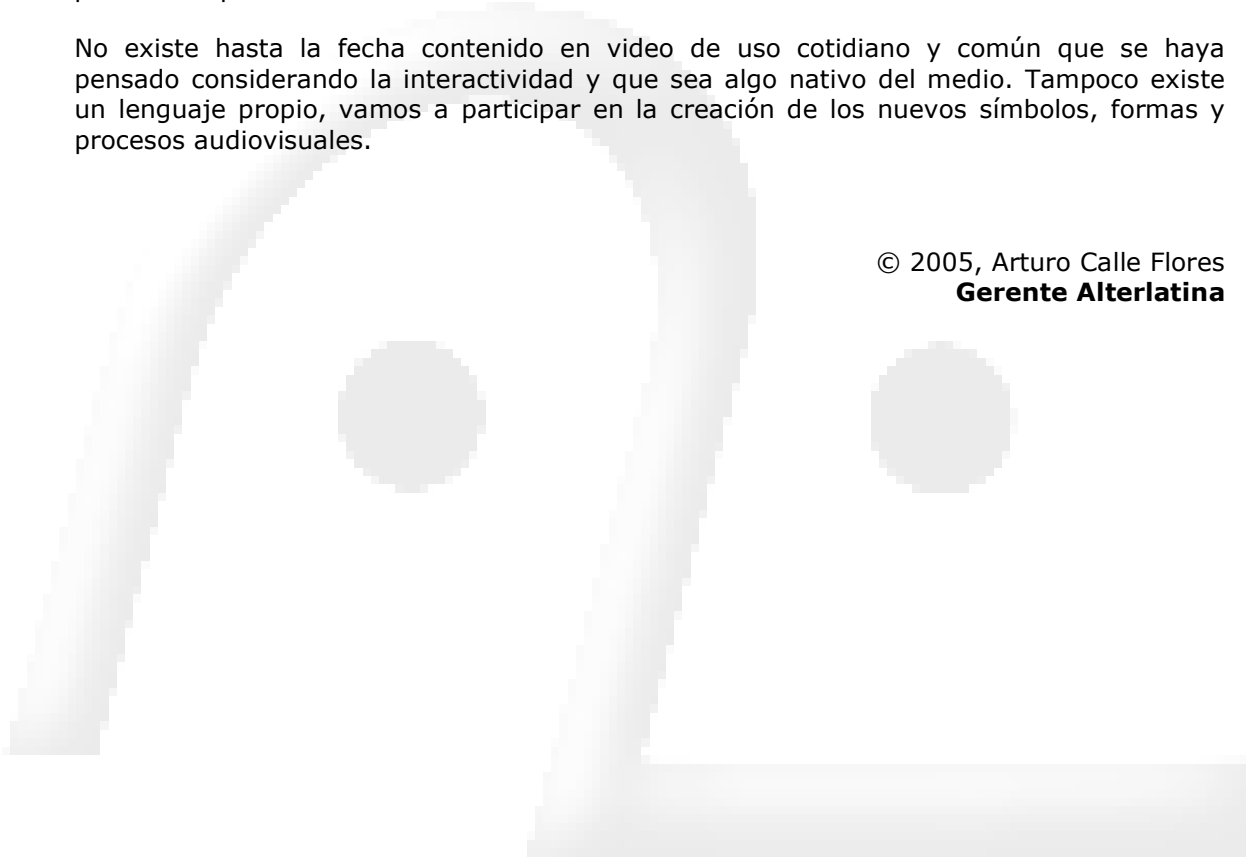 No existe hasta la fecha contenido en video de uso cotidiano y común que se haya
pensado considerando la interactividad y que sea algo nativo del medio. Tampoco existe
un lenguaje propio, vamos a participar en la creación de los nuevos símbolos, formas y
procesos audiovisuales.
© 2005, Arturo Calle Flores
Gerente Alterlatina